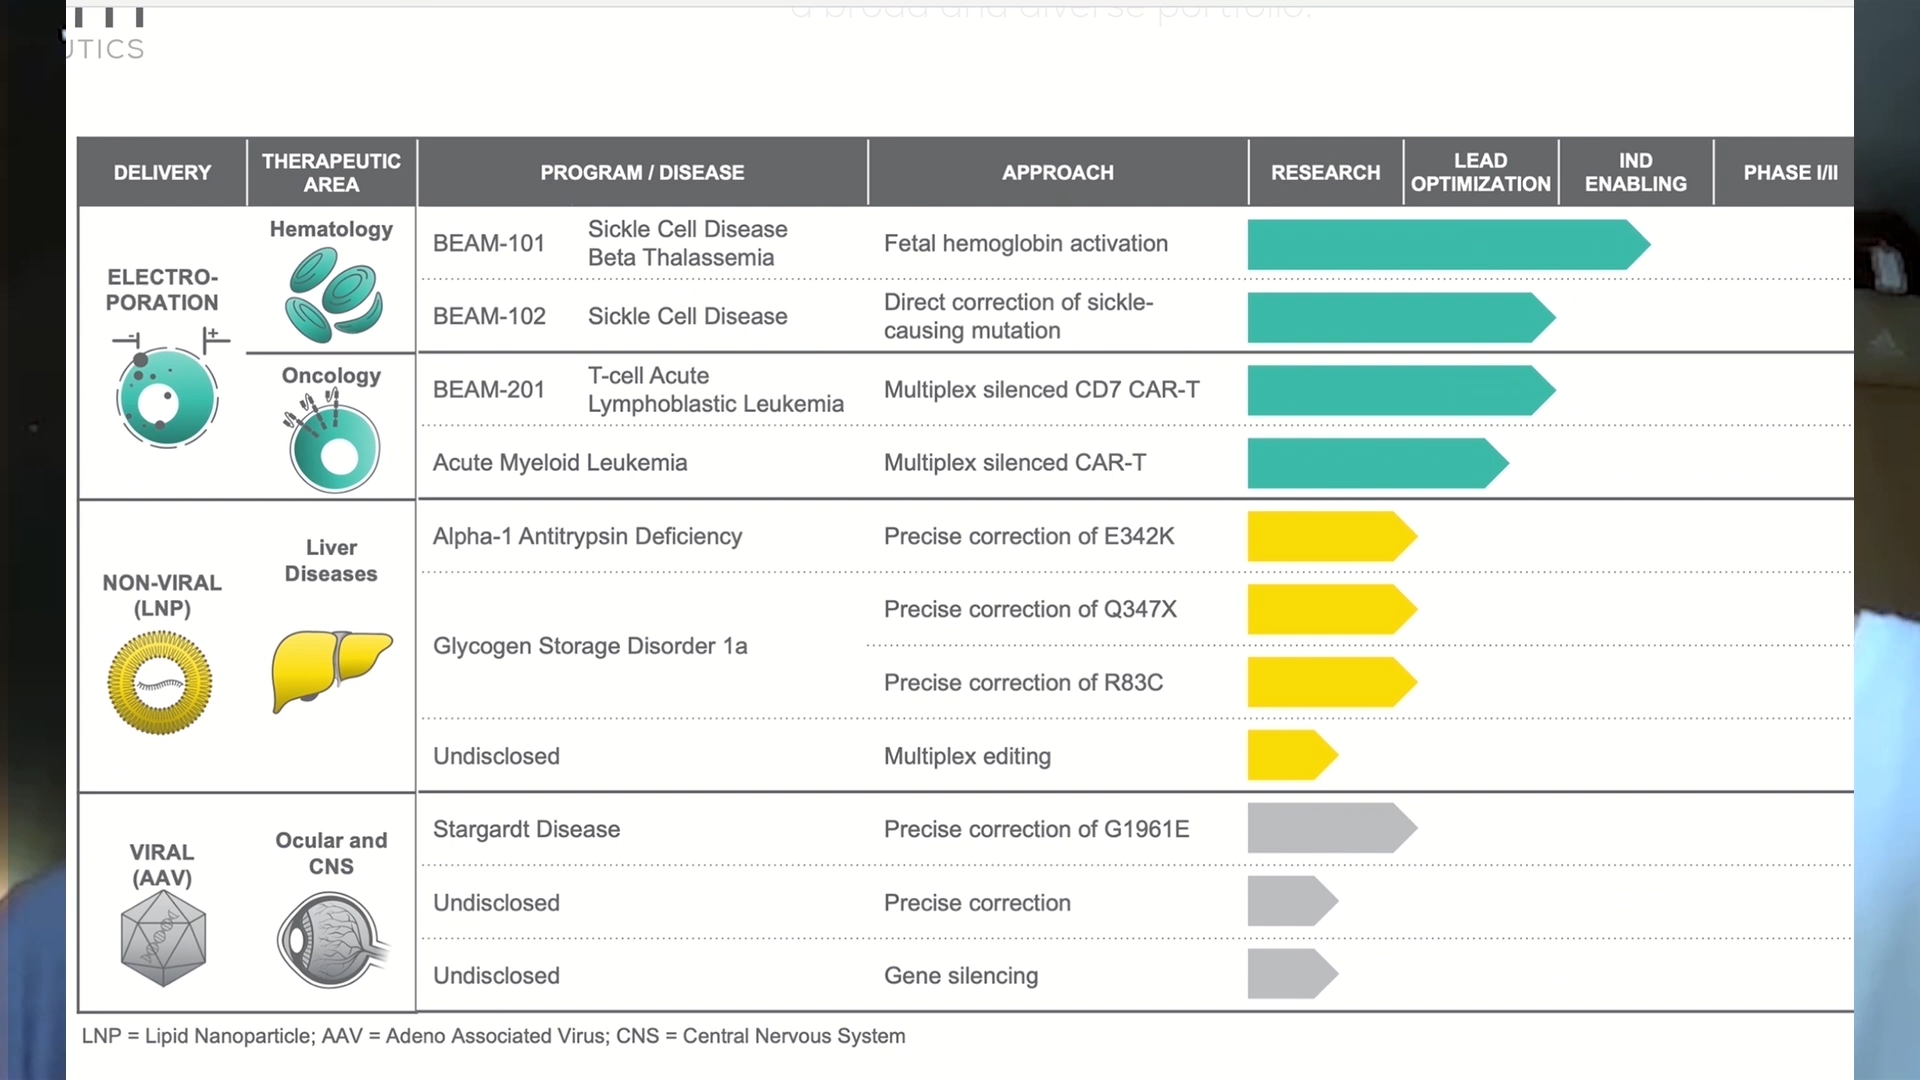 a broad and diverse portfolio.
UTICS
DELIVERY
THERAPEUTIC
AREA
PROGRAM / DISEASE
APPROACH
RESEARCH
LEAD
OPTIMIZATION
IND
ENABLING
PHASE I/II
ELECTRO-
PORATION
- +
Hematology
BEAM-101
Sickle Cell Disease
Beta Thalassemia
Fetal hemoglobin activation
BEAM-102
Sickle Cell Disease
Direct correction of sickle-
causing mutation
Oncology
BEAM-201
T-cell Acute
Lymphoblastic Leukemia
Multiplex silenced CD7 CAR-T
Acute Myeloid Leukemia
Multiplex silenced CAR-T
NON-VIRAL
(LNP)
Liver
Diseases
Alpha-1 Antitrypsin Deficiency
Precise correction of E342K
Glycogen Storage Disorder 1a
Precise correction of Q347X
Precise correction of R83C
Undisclosed
Multiplex editing
VIRAL
(AAV)
Ocular and
CNS
Stargardt Disease
Precise correction of G1961E
Undisclosed
Precise correction
Undisclosed
Gene silencing
LNP = Lipid Nanoparticle; AAV = Adeno Associated Virus; CNS = Central Nervous System